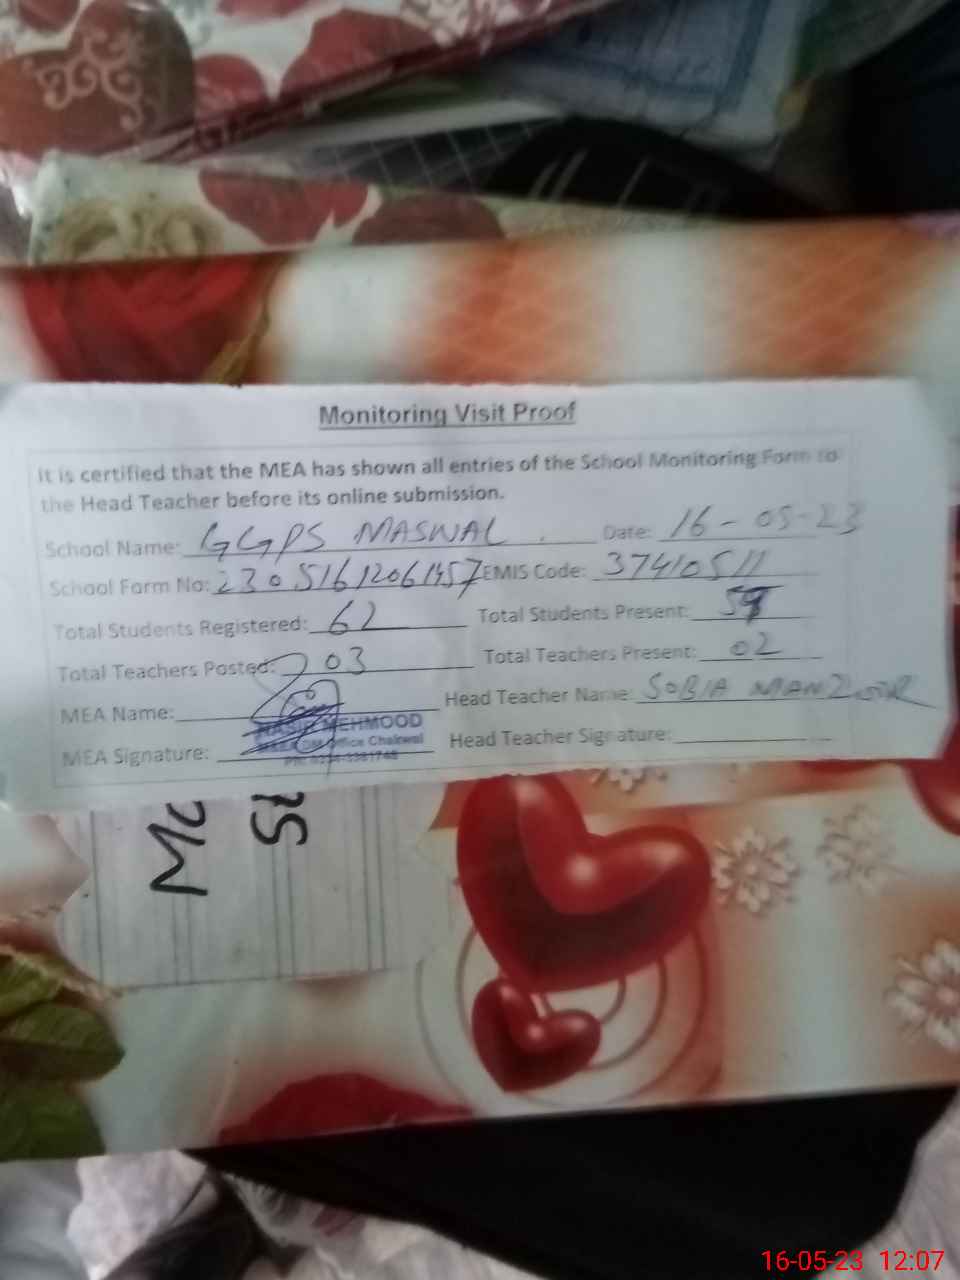 Monitoring Visit Proof
It is certified that the MEA has shown all entries of the School Monitoring Form to
the Head Teacher before its online submission.
School Name: GGPS MASWAL Date: 16-05-23
School Form No: 23051612061457 EMIS Code: 37410511
Total Students Registered: 62 Total Students Present:
Total Teachers Posted: 03 Total Teachers Present: 02
MEA Name: Head Teacher Name: SOBIA MANZOOR
MEHMOOD
MEA Signature: Office Chakwal Head Teacher Signature:
16-05-23 12:07